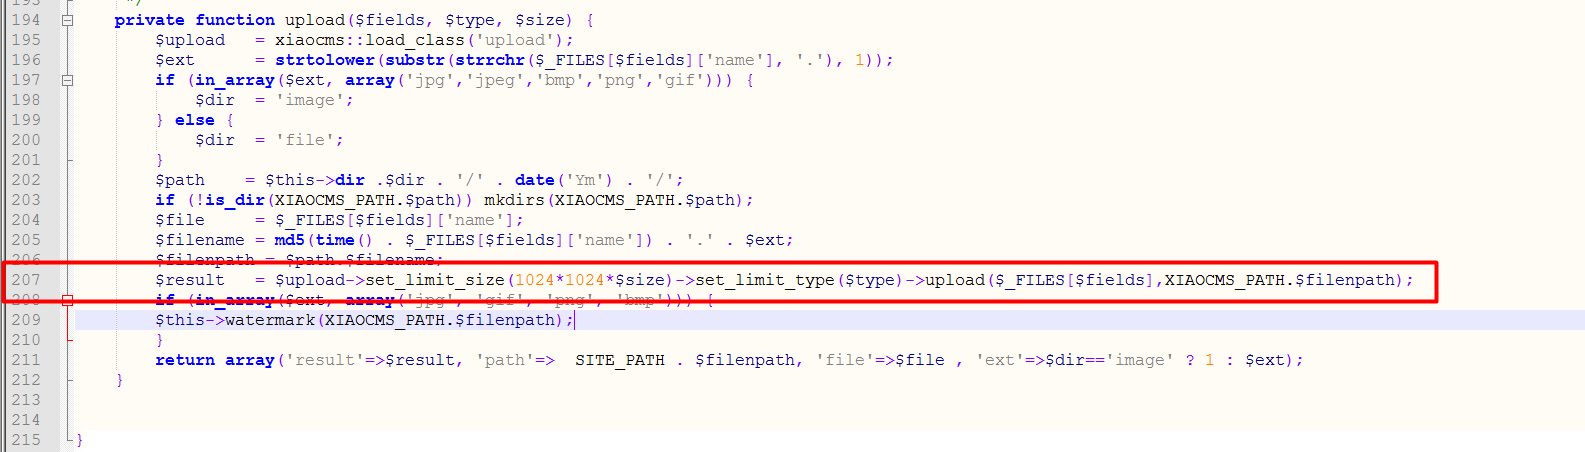 193 */
194 private function upload($fields, $type, $size) {
195 $upload   = xiaocms::load_class('upload');
196 $ext      = strtolower(substr(strrchr($_FILES[$fields]['name'], '.'), 1));
197 if (in_array($ext, array('jpg','jpeg','bmp','png','gif'))) {
198 $dir  = 'image';
199 } else {
200 $dir  = 'file';
201 }
202 $path    = $this->dir .$dir . '/' . date('Ym') . '/';
203 if (!is_dir(XIAOCMS_PATH.$path)) mkdirs(XIAOCMS_PATH.$path);
204 $file     = $_FILES[$fields]['name'];
205 $filename = md5(time() . $_FILES[$fields]['name']) . '.' . $ext;
206 $filenpath = $path.$filename;
207 $result   = $upload->set_limit_size(1024*1024*$size)->set_limit_type($type)->upload($_FILES[$fields],XIAOCMS_PATH.$filenpath);
208 if (in_array($ext, array('jpg', 'gif', 'png', 'bmp'))) {
209 $this->watermark(XIAOCMS_PATH.$filenpath);
210 }
211 return array('result'=>$result, 'path'=>  SITE_PATH . $filenpath, 'file'=>$file , 'ext'=>$dir=='image' ? 1 : $ext);
212 }
213
214
215 }